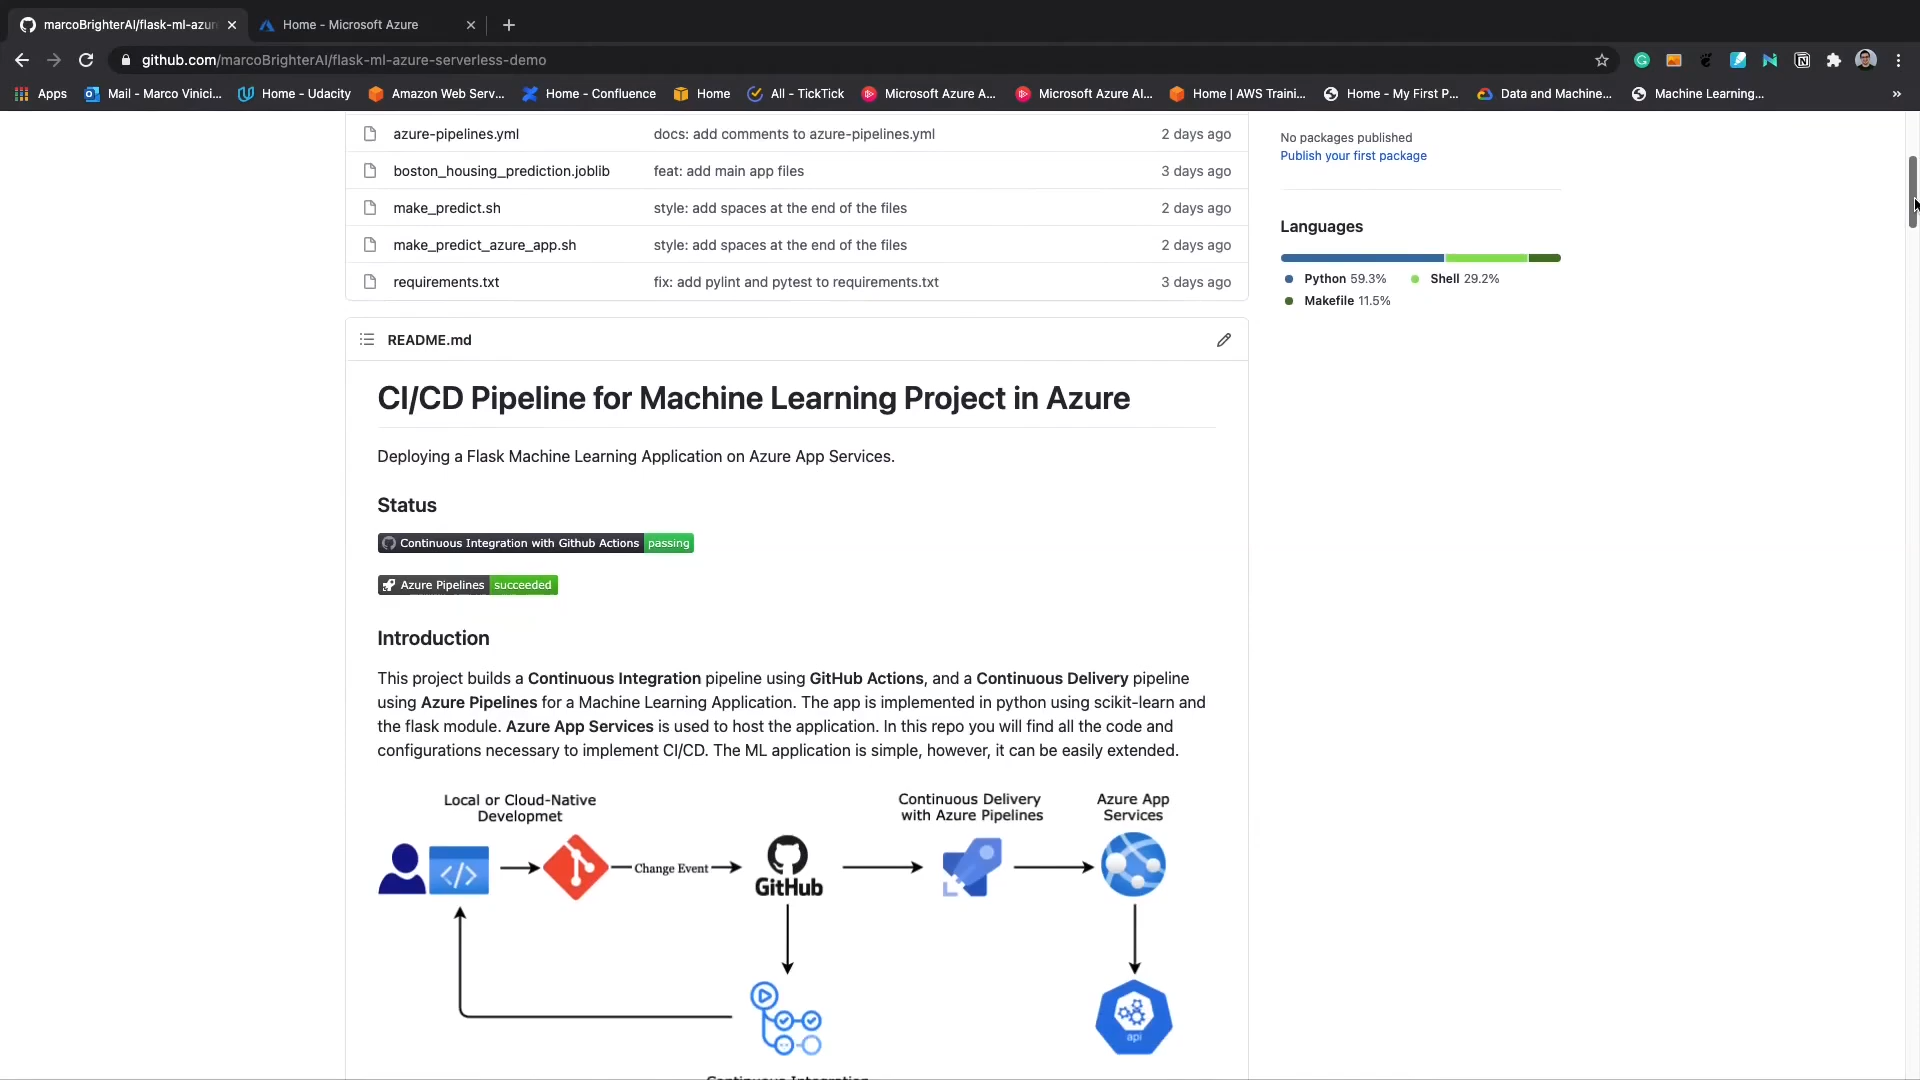 marcoBrighterAI/flask-ml-azur
Home - Microsoft Azure
github.com/marcoBrighterAI/flask-ml-azure-serverless-demo
Apps
Mail - Marco Vinici...
Home - Udacity
Amazon Web Serv...
Home - Confluence
Home
All - TickTick
Microsoft Azure A...
Microsoft Azure AI...
Home | AWS Traini...
Home - My First P...
Data and Machine...
Machine Learning...
»
azure-pipelines.yml docs: add comments to azure-pipelines.yml 2 days ago
boston_housing_prediction.joblib feat: add main app files 3 days ago
make_predict.sh style: add spaces at the end of the files 2 days ago
make_predict_azure_app.sh style: add spaces at the end of the files 2 days ago
requirements.txt fix: add pylint and pytest to requirements.txt 3 days ago
No packages published
Publish your first package
Languages
Python 59.3% Shell 29.2%
Makefile 11.5%
README.md
CI/CD Pipeline for Machine Learning Project in Azure
Deploying a Flask Machine Learning Application on Azure App Services.
Status
Continuous Integration with Github Actions passing
Azure Pipelines succeeded
Introduction
This project builds a Continuous Integration pipeline using GitHub Actions, and a Continuous Delivery pipeline
using Azure Pipelines for a Machine Learning Application. The app is implemented in python using scikit-learn and
the flask module. Azure App Services is used to host the application. In this repo you will find all the code and
configurations necessary to implement CI/CD. The ML application is simple, however, it can be easily extended.
Local or Cloud-Native
Developmet
Continuous Delivery
with Azure Pipelines
Azure App
Services
Change Event
GitHub
api
Continuous Integration